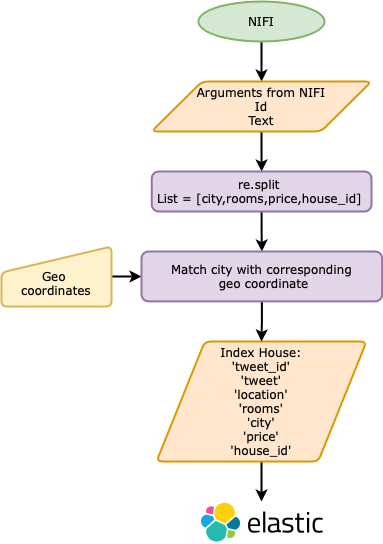 NIFI
Arguments from NIFI
Id
Text
re.split
List = [city,rooms,price,house_id]
Geo
coordinates
Match city with corresponding
geo coordinate
Index House:
'tweet_id'
'tweet'
'location'
'rooms'
'city'
'price'
'house_id'
elastic